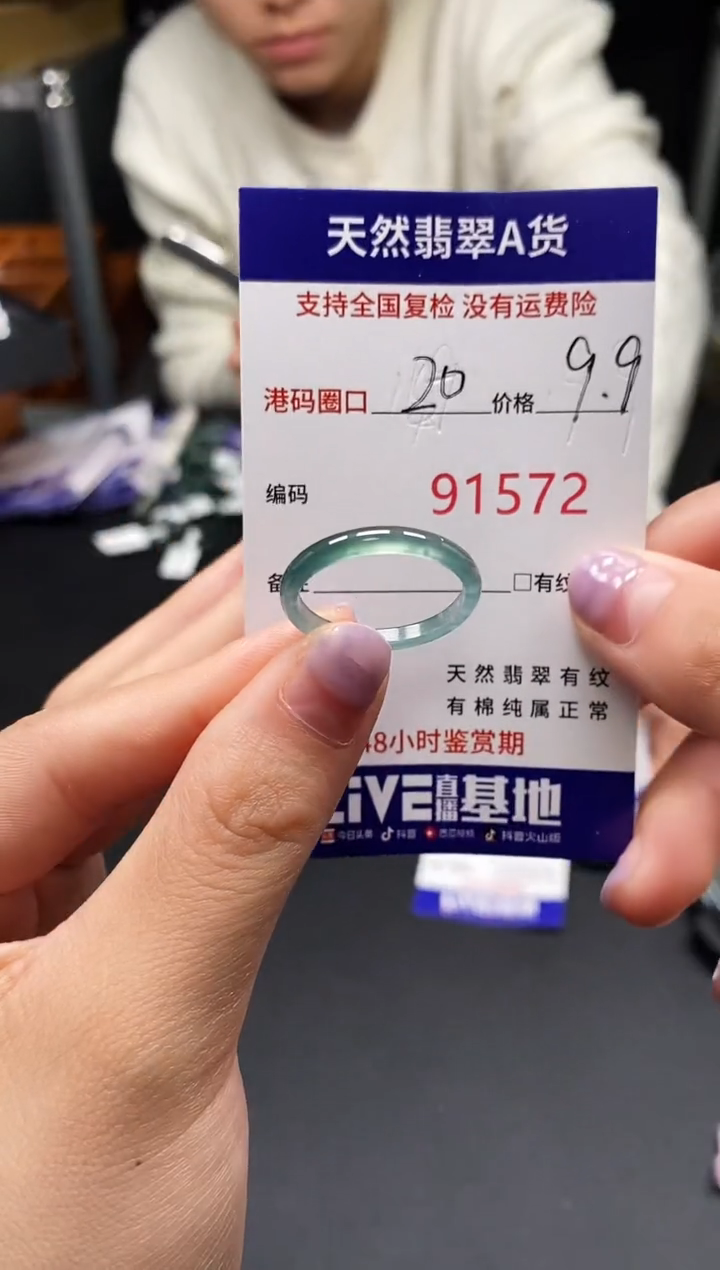 天然翡翠A货
支持全国复检 没有运费险
港码圈口 20 价格 9.9
编码 91572
备 □有纹
天然翡翠有纹
有棉纯属正常
48小时鉴赏期
LIVE直播基地
今日头条 抖音 西瓜视频 抖音火山版